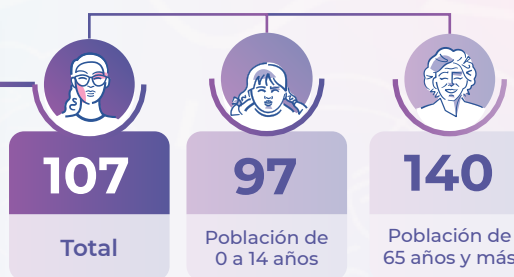 107
Total
97
Población de
0 a 14 años
140
Población de
65 años y más